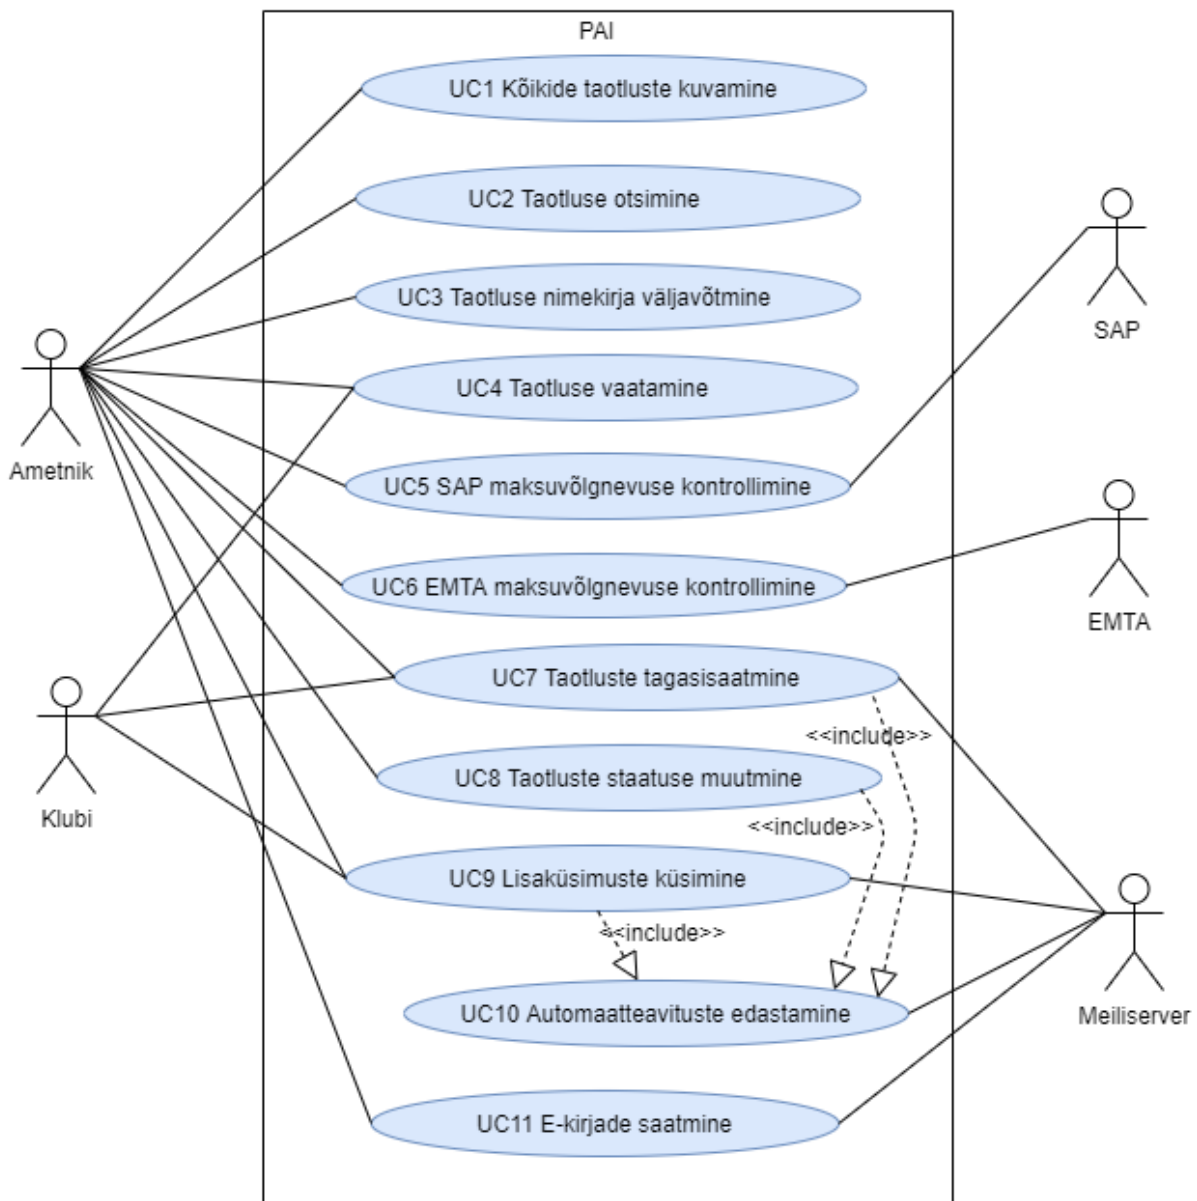 PAI
UC1 Kõikide taotluste kuvamine
UC2 Taotluse otsimine
UC3 Taotluse nimekirja väljavõtmine
SAP
UC4 Taotluse vaatamine
Ametnik
UC5 SAP maksuvõlgnevuse kontrollimine
UC6 EMTA maksuvõlgnevuse kontrollimine
EMTA
UC7 Taotluste tagasisaatmine
<<include>>
UC8 Taotluste staatuse muutmine
Klubi
<<include>>
UC9 Lisaküsimuste küsimine
<<include>>
UC10 Automaatteavituste edastamine
Meiliserver
UC11 E-kirjade saatmine